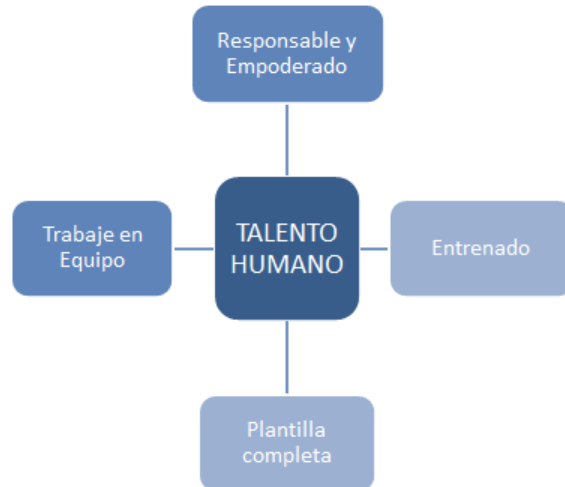 Responsable y
Empoderado
Trabaje en
Equipo
TALENTO
HUMANO
Entrenado
Plantilla
completa